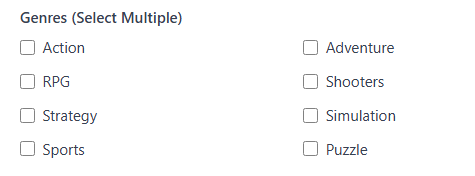 Genres (Select Multiple)
Action Adventure
RPG Shooters
Strategy Simulation
Sports Puzzle